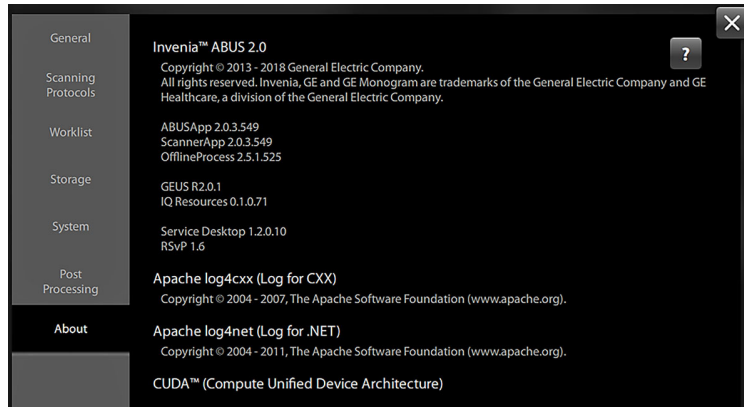 General
Scanning
Protocols
Worklist
Storage
System
Post
Processing
About
Invenia™ ABUS 2.0
?
Copyright © 2013 - 2018 General Electric Company.
All rights reserved. Invenia, GE and GE Monogram are trademarks of the General Electric Company and GE
Healthcare, a division of the General Electric Company.
ABUSApp 2.0.3.549
ScannerApp 2.0.3.549
OfflineProcess 2.5.1.525
GEUS R2.0.1
IQ Resources 0.1.0.71
Service Desktop 1.2.0.10
RSvP 1.6
Apache log4cxx (Log for CXX)
Copyright © 2004 - 2007, The Apache Software Foundation (www.apache.org).
Apache log4net (Log for .NET)
Copyright © 2004 - 2011, The Apache Software Foundation (www.apache.org).
CUDA™ (Compute Unified Device Architecture)